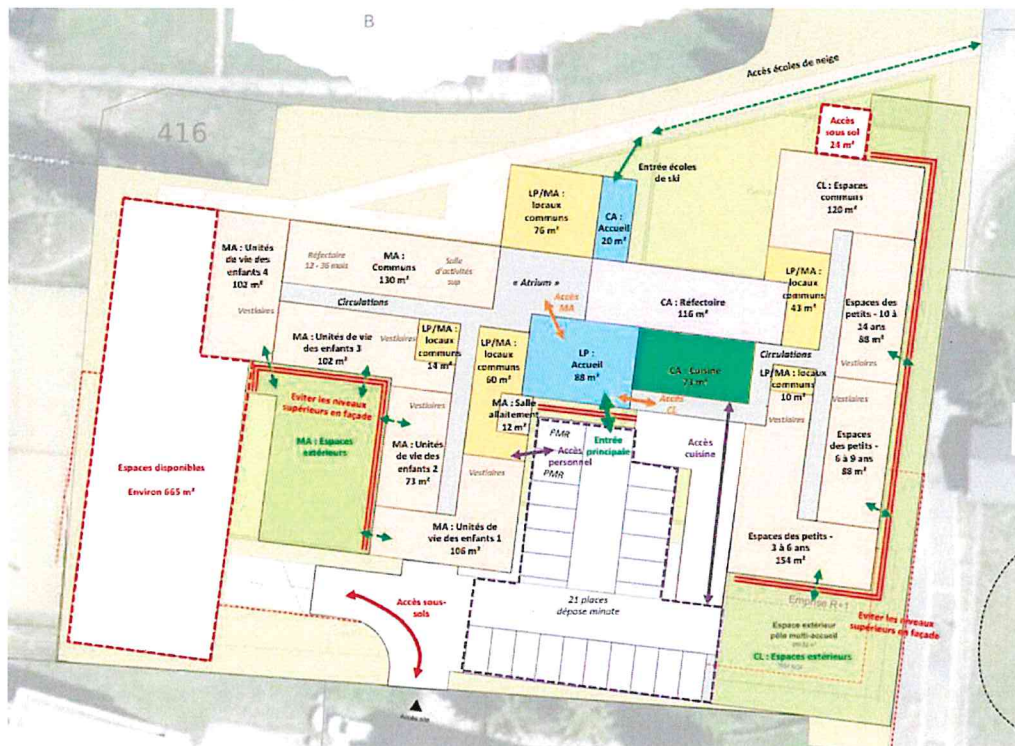 B
Accès écoles de neige
416
Accès
sous sol
24 m²
Entrée écoles
de ski
LP/MA :
locaux
communs
76 m²
CA :
Accueil
20 m²
CL : Espaces
communs
120 m²
MA : Unités
de vie des
enfants 4
102 m²
Vestiaires
Réfectoire
12 - 36 mois
MA :
Communs
130 m²
Salle
d'activités
sup
« Atrium »
Circulations
Accès
MA
CA : Réfectoire
116 m²
LP/MA :
locaux
communs
43 m²
Espaces des
petits - 10 à
14 ans
88 m²
Vestiaires
MA : Unités de vie
des enfants 3
102 m²
Vestiaires
LP/MA :
locaux
communs
14 m²
LP/MA :
locaux
communs
60 m²
LP :
Accueil
88 m²
CA : Cuisine
73 m²
Circulations
LP/MA : locaux
communs
10 m²
Accès
CL
MA : Salle
allaitement
12 m²
Eviter les niveaux
supérieurs en façade
MA : Espaces
extérieurs
Vestiaires
MA : Unités
de vie des
enfants 2
73 m²
Vestiaires
PMR
PMR
Accès
personnel
Entrée
principale
Accès
cuisine
Vestiaires
Vestiaires
Espaces
des petits -
6 à 9 ans
88 m²
Espaces disponibles
Environ 665 m²
MA : Unités de
vie des enfants 1
106 m²
Espaces des petits -
3 à 6 ans
154 m²
Accès sous-
sols
21 places
dépose minute
Emprise R+1
Eviter les niveaux
supérieurs en façade
Espace extérieur
pôle multi-accueil
CL : Espaces extérieurs
Accès site